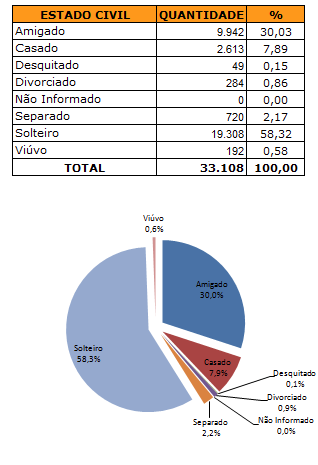 ESTADO CIVIL QUANTIDADE %
Amigado 9.942 30,03
Casado 2.613 7,89
Desquitado 49 0,15
Divorciado 284 0,86
Não Informado 0 0,00
Separado 720 2,17
Solteiro 19.308 58,32
Viúvo 192 0,58
TOTAL 33.108 100,00
Viúvo
0,6%
Amigado
30,0%
Solteiro
58,3%
Casado
7,9%
Desquitado
0,1%
Divorciado
0,9%
Não Informado
0,0%
Separado
2,2%